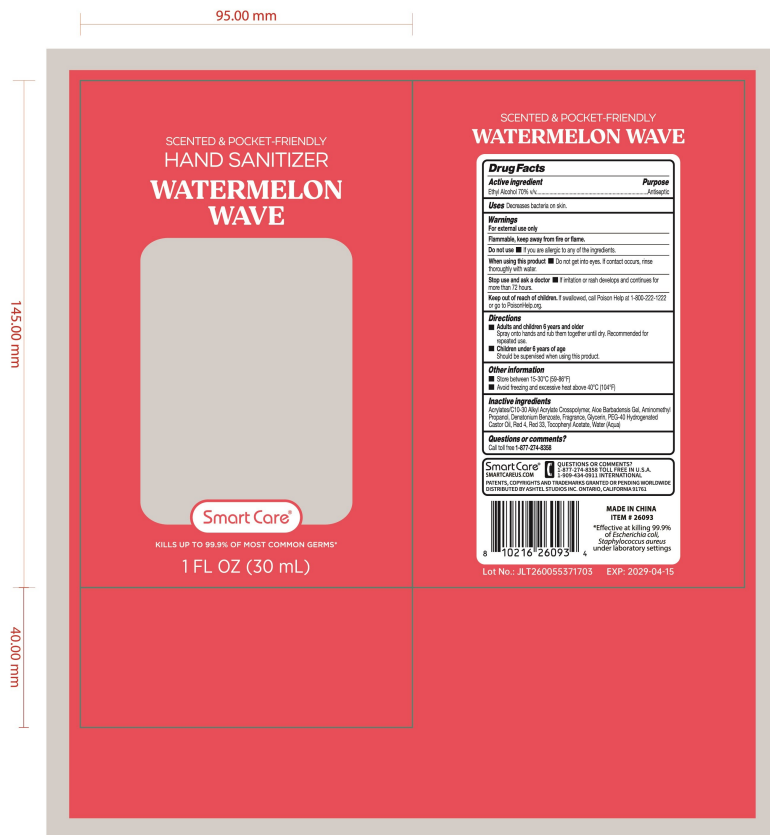 95.00 mm
145.00 mm
40.00 mm
SCENTED & POCKET-FRIENDLY
HAND SANITIZER
WATERMELON
WAVE
Smart Care®
KILLS UP TO 99.9% OF MOST COMMON GERMS*
1 FL OZ (30 mL)
SCENTED & POCKET-FRIENDLY
WATERMELON WAVE
Drug Facts
Active ingredient Purpose
Ethyl Alcohol 70% v/v..........Antiseptic
Uses Decreases bacteria on skin.
Warnings
For external use only
Flammable, keep away from fire or flame.
Do not use ■ If you are allergic to any of the ingredients.
When using this product ■ Do not get into eyes. If contact occurs, rinse
thoroughly with water.
Stop use and ask a doctor ■ If irritation or rash develops and continues for
more than 72 hours.
Keep out of reach of children. If swallowed, call Poison Help at 1-800-222-1222
or go to PoisonHelp.org.
Directions
■ Adults and children 6 years and older
Spray onto hands and rub them together until dry. Recommended for
repeated use.
■ Children under 6 years of age
Should be supervised when using this product.
Other information
■ Store between 15-30°C (59-86°F)
■ Avoid freezing and excessive heat above 40°C (104°F)
Inactive ingredients
Acrylates/C10-30 Alkyl Acrylate Crosspolymer, Aloe Barbadensis Gel, Aminomethyl
Propanol, Denatonium Benzoate, Fragrance, Glycerin, PEG-40 Hydrogenated
Castor Oil, Red 4, Red 33, Tocopheryl Acetate, Water (Aqua)
Questions or comments?
Call toll free 1-877-274-8358
Smart Care®
SMARTCAREUS.COM
QUESTIONS OR COMMENTS?
1-877-274-8358 TOLL FREE IN U.S.A.
1-909-434-0911 INTERNATIONAL
PATENTS, COPYRIGHTS AND TRADEMARKS GRANTED OR PENDING WORLDWIDE
DISTRIBUTED BY ASHTEL STUDIOS INC. ONTARIO, CALIFORNIA 91761
8 10216 26093 4
MADE IN CHINA
ITEM # 26093
*Effective at killing 99.9%
of Escherichia coli,
Staphylococcus aureus
under laboratory settings
Lot No.: JLT260055371703 EXP: 2029-04-15